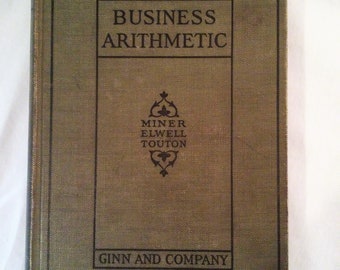 BUSINESS
ARITHMETIC
MINER
ELWELL
TOUTON
GINN AND COMPANY